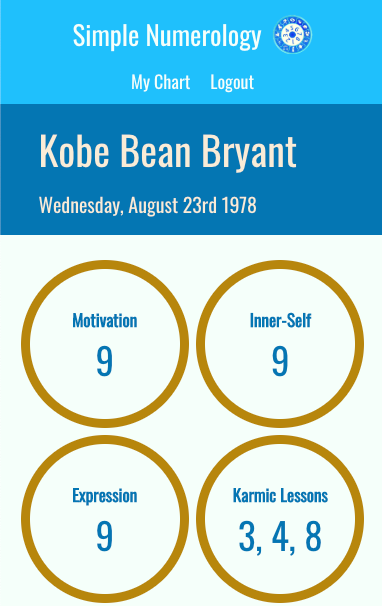 Simple Numerology
My Chart Logout
Kobe Bean Bryant
Wednesday, August 23rd 1978
Motivation Inner-Self
9 9
Expression Karmic Lessons
9 3, 4, 8